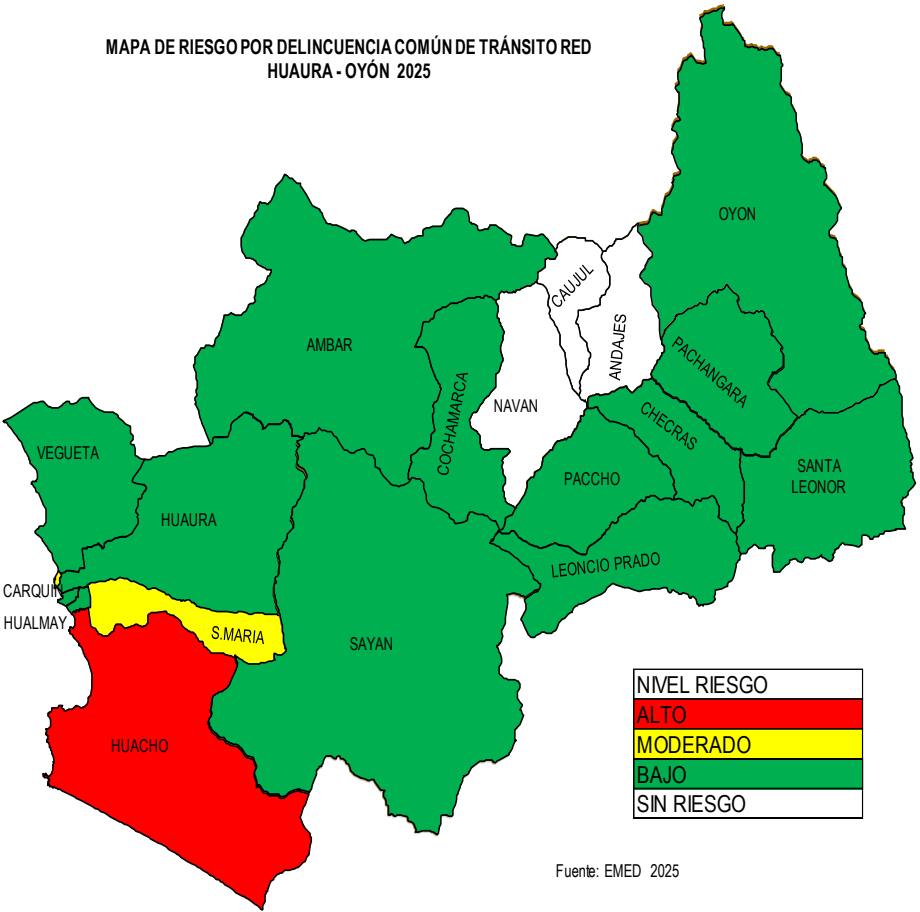 MAPA DE RIESGO POR DELINCUENCIA COMÚN DE TRÁNSITO RED
HUAURA - OYÓN 2025
OYON
CAUJUL
ANDAJES
AMBAR
PACHANGARA
COCHAMARCA
NAVAN
CHECRAS
VEGUETA
SANTA
LEONOR
PACCHO
HUAURA
LEONCIO PRADO
CARQUIN
HUALMAY
S.MARIA
SAYAN
HUACHO
NIVEL RIESGO
ALTO
MODERADO
BAJO
SIN RIESGO
Fuente: EMED 2025